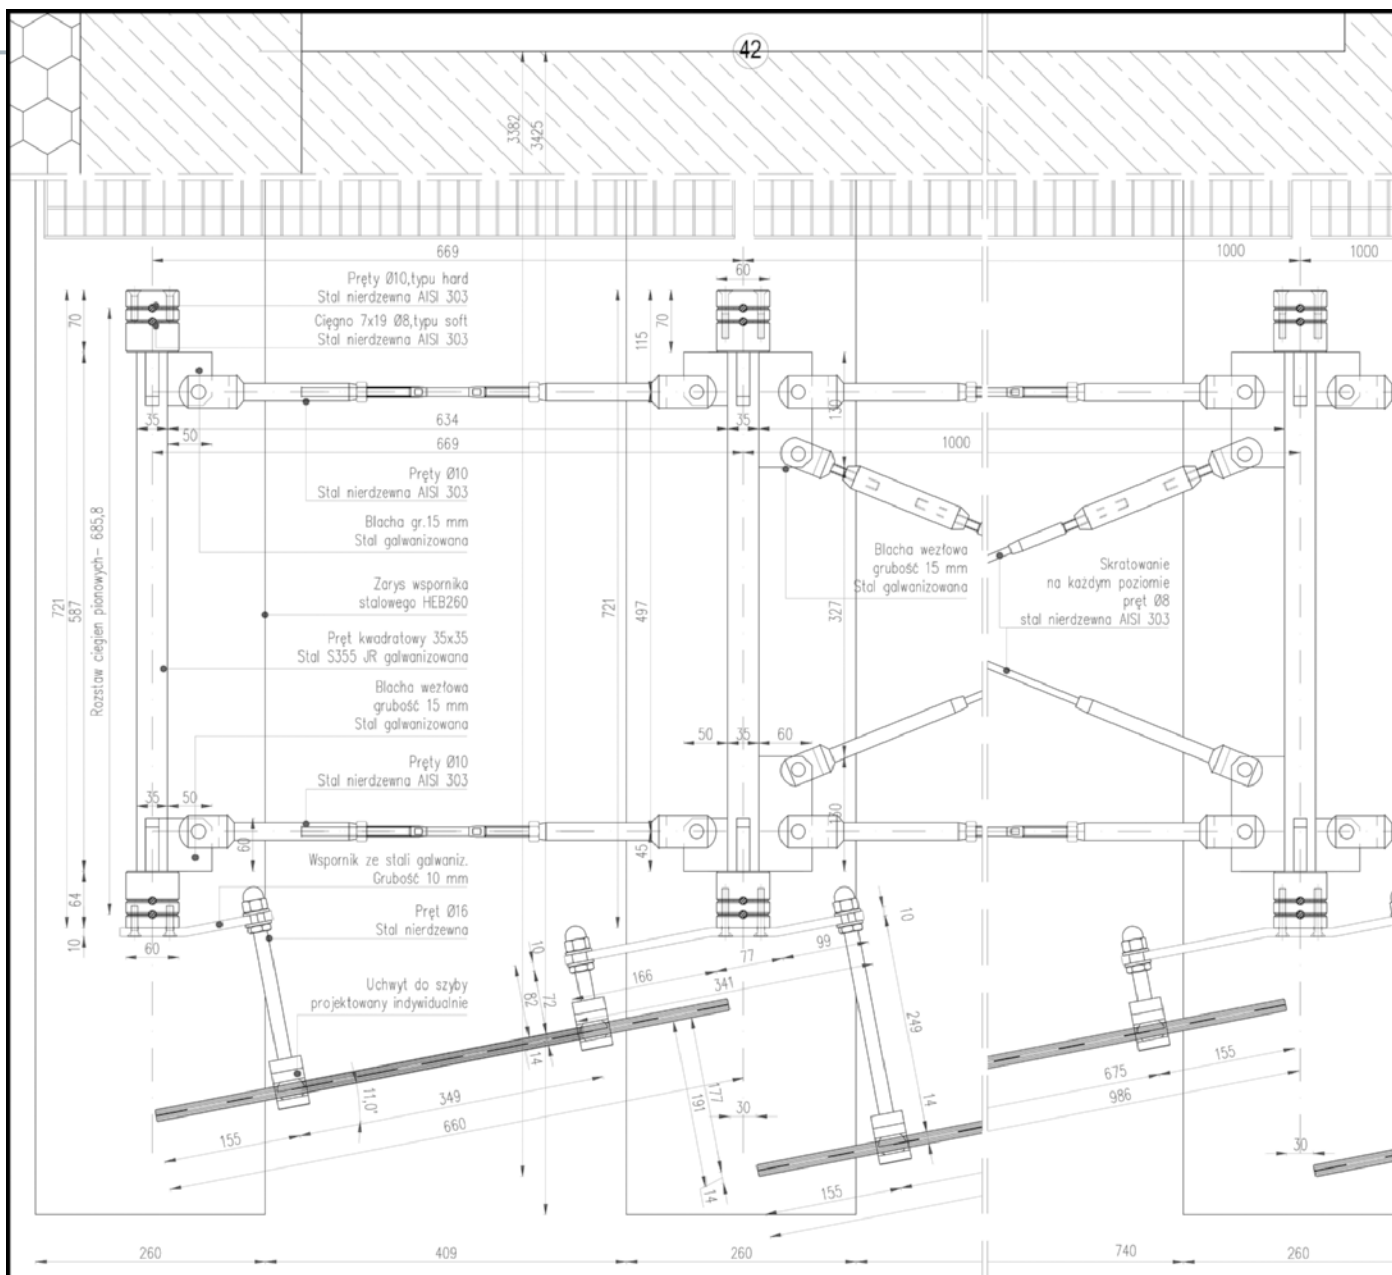 42
3382
3425
669
1000
1000
60
Pręty Ø10,typu hard
Stal nierdzewna AISI 303
Cięgno 7x19 Ø8,typu soft
Stal nierdzewna AISI 303
70
115
70
130
35
634
35
50
669
1000
Pręty Ø10
Stal nierdzewna AISI 303
Blacha gr.15 mm
Stal galwanizowana
Blacha wezłowa
grubość 15 mm
Stal galwanizowana
Skratowanie
na każdym poziomie
pręt Ø8
stal nierdzewna AISI 303
Zarys wspornika
stalowego HEB260
721
587
Rozstaw cięgien pionowych- 685,8
721
497
327
Pręt kwadratowy 35x35
Stal S355 JR galwanizowana
Blacha wezłowa
grubość 15 mm
Stal galwanizowana
50
35
60
Pręty Ø10
Stal nierdzewna AISI 303
35
50
60
45
130
Wspornik ze stali galwaniz.
Grubość 10 mm
64
10
60
Pręt Ø16
Stal nierdzewna
10
99
77
166
341
10
82
72
14
249
14
Uchwyt do szyby
projektowany indywidualnie
11,0°
349
155
660
177
191
30
14
155
675
155
986
30
260
409
260
740
260